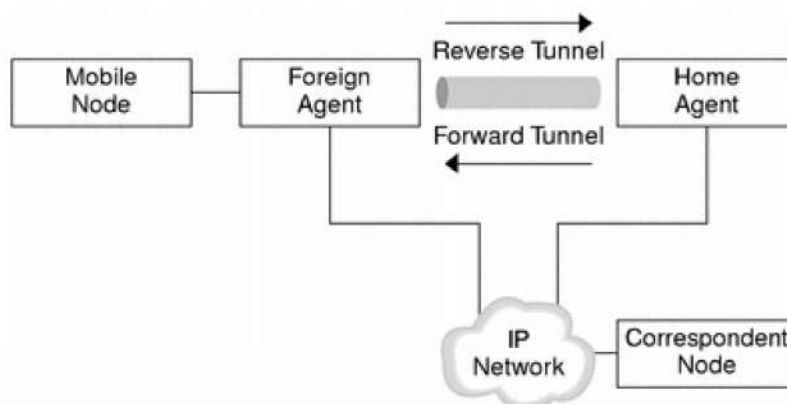 Reverse Tunnel
Mobile
Node
Foreign
Agent
Home
Agent
Forward Tunnel
IP
Network
Correspondent
Node